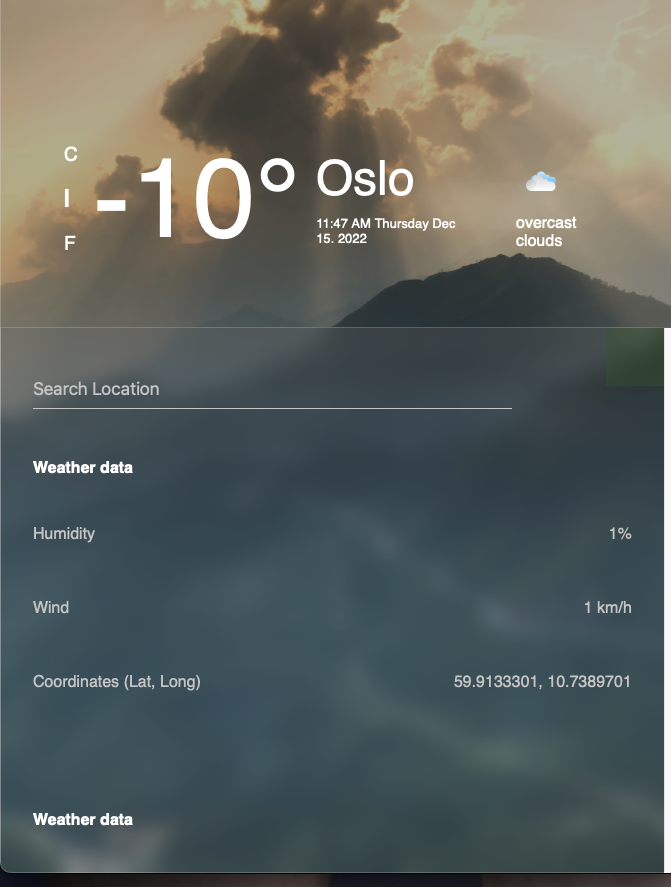 C
I
F
-10°
Oslo
11:47 AM Thursday Dec
15. 2022
overcast
clouds
Search Location
Weather data
Humidity
1%
Wind
1 km/h
Coordinates (Lat, Long)
59.9133301, 10.7389701
Weather data